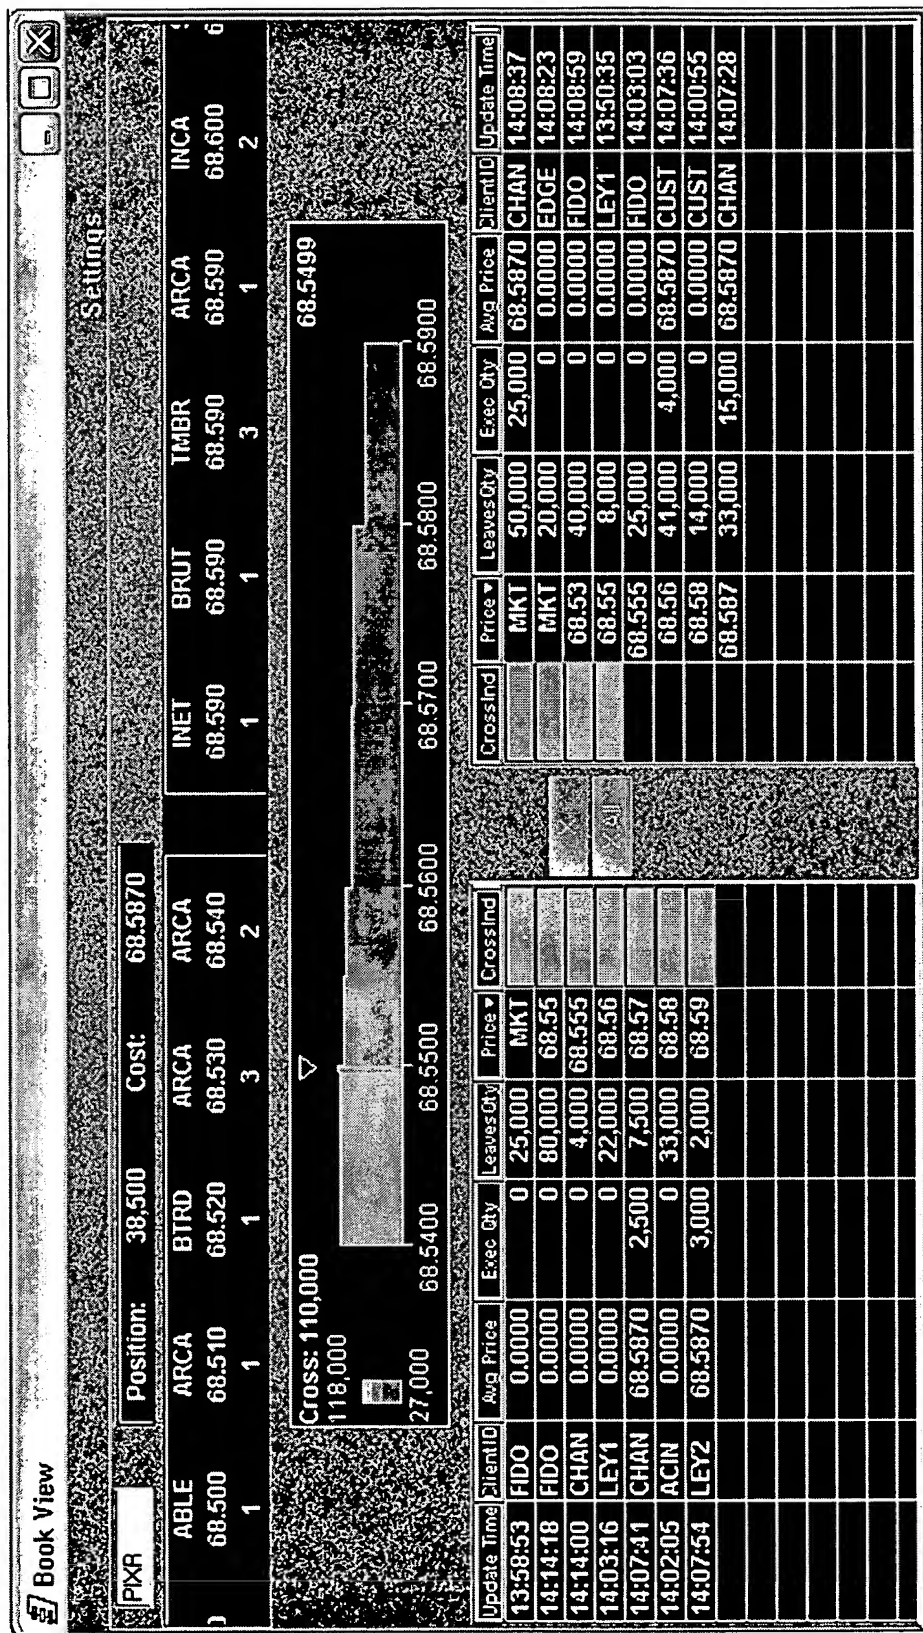 Book View
Settings
PIXR Position: 38,500 Cost: 68.5870
ABLE ARCA BTRD ARCA ARCA INET BRUT TMBR ARCA INCA
68.500 68.510 68.520 68.530 68.540 68.590 68.590 68.590 68.590 68.600 6
1 1 1 3 2 1 1 3 1 2
Cross: 110,000 68.5499
118,000
27,000
68.5400 68.5500 68.5600 68.5700 68.5800 68.5900
Update Time ClientID Avg Price Exec Qty LeavesQty Price CrossInd
13:58:53 FIDO 0.0000 0 25,000 MKT
14:14:18 FIDO 0.0000 0 80,000 68.55
14:14:00 CHAN 0.0000 0 4,000 68.555
14:03:16 LEY1 0.0000 0 22,000 68.56
14:07:41 CHAN 68.5870 2,500 7,500 68.57
14:02:05 ACIN 0.0000 0 33,000 68.58
14:07:54 LEY2 68.5870 3,000 2,000 68.59
X
X All
CrossInd Price LeavesQty Exec Qty Avg Price ClientID Update Time
MKT 50,000 25,000 68.5870 CHAN 14:08:37
MKT 20,000 0 0.0000 EDGE 14:08:23
68.53 40,000 0 0.0000 FIDO 14:08:59
68.55 8,000 0 0.0000 LEY1 13:50:35
68.555 25,000 0 0.0000 FIDO 14:03:03
68.56 41,000 4,000 68.5870 CUST 14:07:36
68.58 14,000 0 0.0000 CUST 14:00:55
68.587 33,000 15,000 68.5870 CHAN 14:07:28